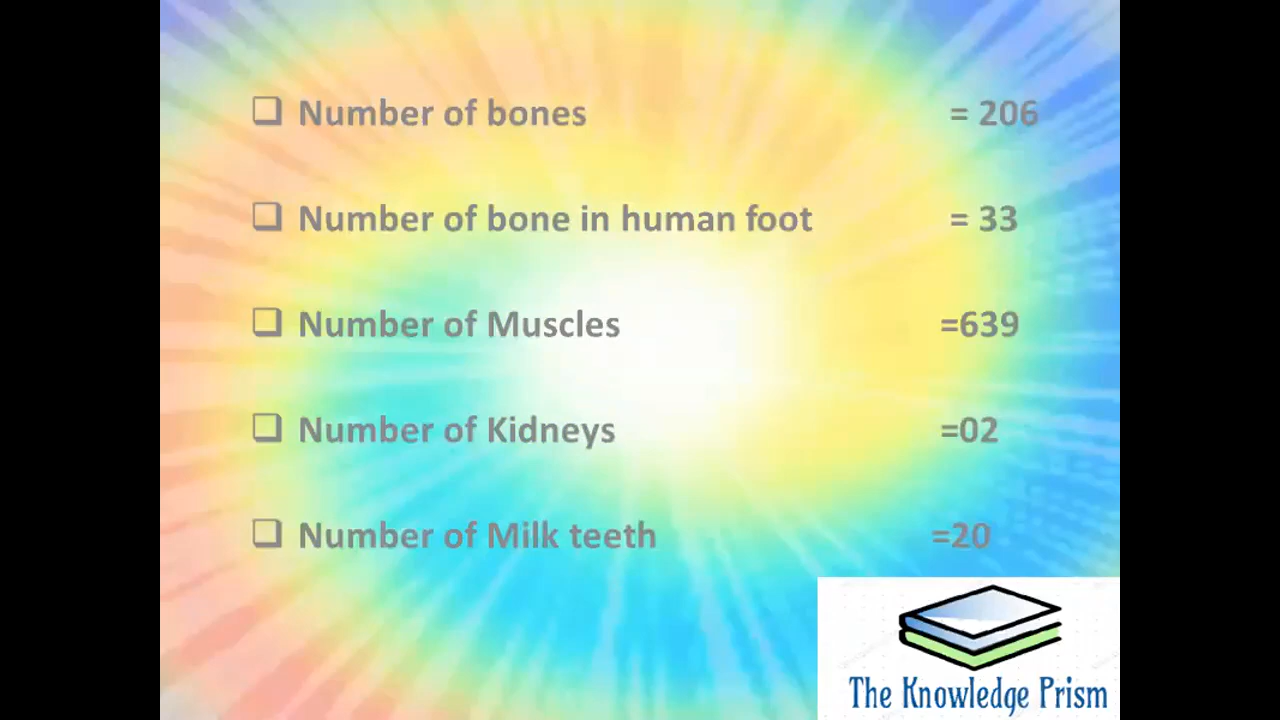 ❑ Number of bones = 206
❑ Number of bone in human foot = 33
❑ Number of Muscles =639
❑ Number of Kidneys =02
❑ Number of Milk teeth =20
The Knowledge Prism